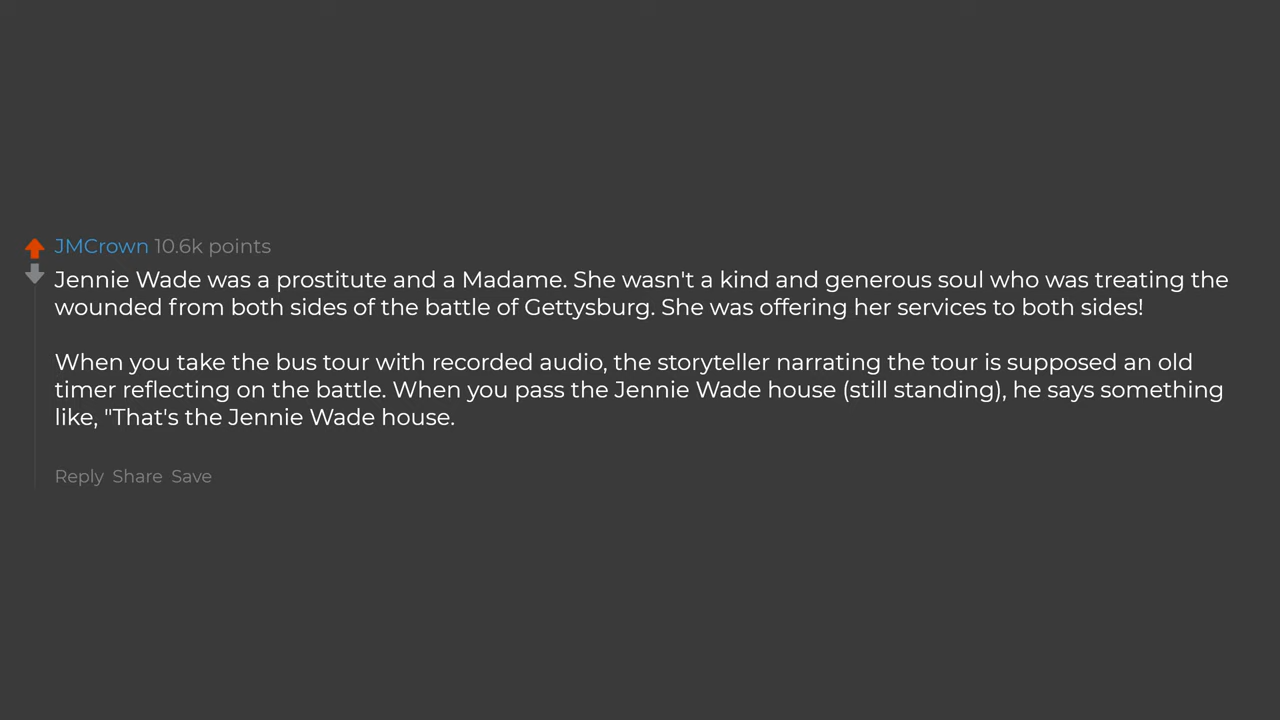 JMCrown 10.6k points
Jennie Wade was a prostitute and a Madame. She wasn't a kind and generous soul who was treating the
wounded from both sides of the battle of Gettysburg. She was offering her services to both sides!
When you take the bus tour with recorded audio, the storyteller narrating the tour is supposed an old
timer reflecting on the battle. When you pass the Jennie Wade house (still standing), he says something
like, "That's the Jennie Wade house.
Reply Share Save